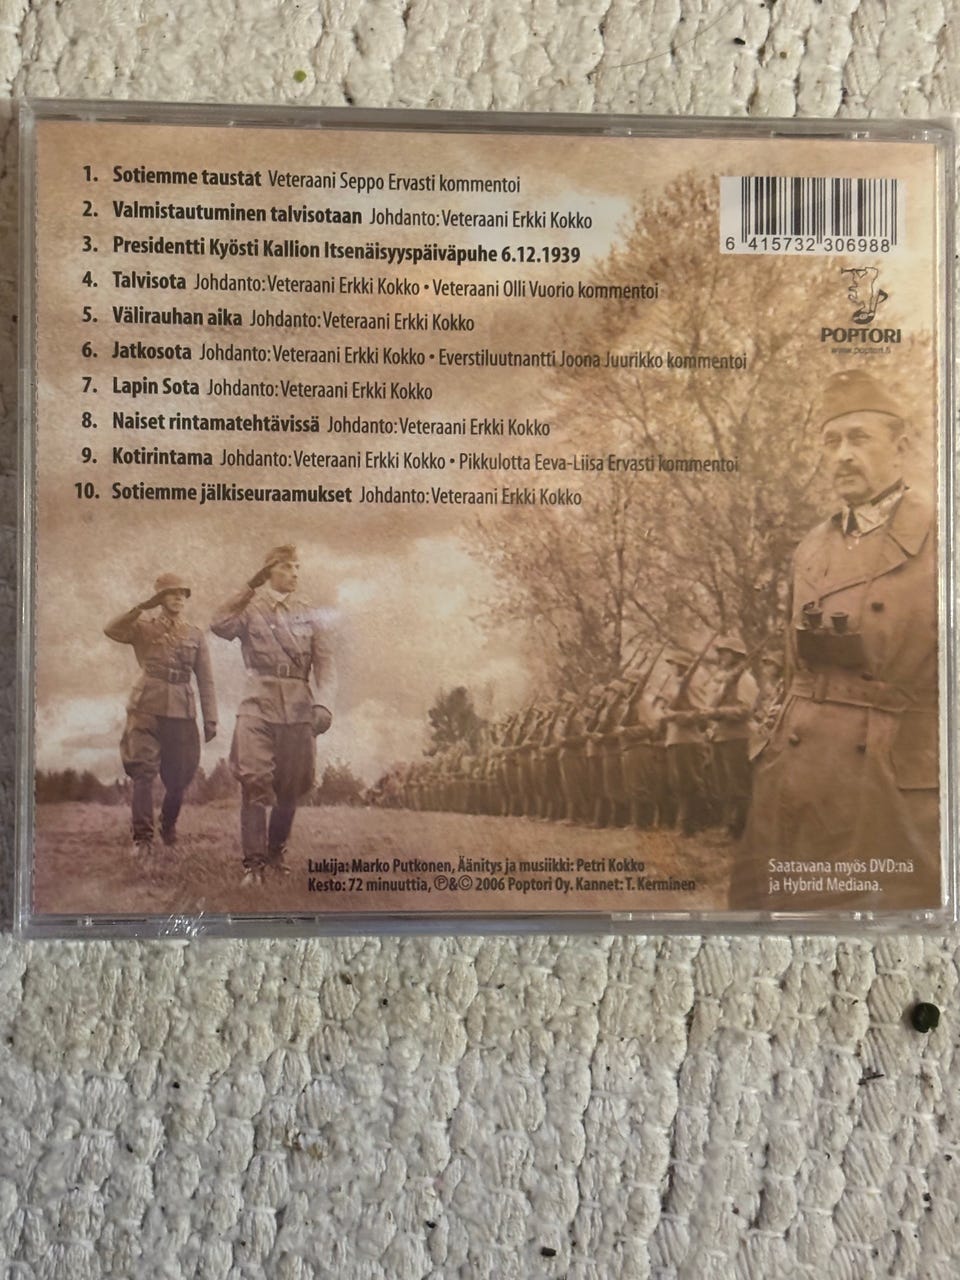 1. Sotiemme taustat Veteraani Seppo Ervasti kommentoi
2. Valmistautuminen talvisotaan Johdanto: Veteraani Erkki Kokko
3. Presidentti Kyösti Kallion Itsenäisyyspäiväpuhe 6.12.1939
4. Talvisota Johdanto: Veteraani Erkki Kokko • Veteraani Olli Vuorio kommentoi
5. Välirauhan aika Johdanto: Veteraani Erkki Kokko
6. Jatkosota Johdanto: Veteraani Erkki Kokko • Everstiluutnantti Joona Juurikko kommentoi
7. Lapin Sota Johdanto: Veteraani Erkki Kokko
8. Naiset rintamatehtävissä Johdanto: Veteraani Erkki Kokko
9. Kotirintama Johdanto: Veteraani Erkki Kokko • Pikkulotta Eeva-Liisa Ervasti kommentoi
10. Sotiemme jälkiseuraamukset Johdanto: Veteraani Erkki Kokko
6 415732 306988
POPTORI
www.poptori.fi
Lukija: Marko Putkonen, Äänitys ja musiikki: Petri Kokko
Kesto: 72 minuuttia, ℗&© 2006 Poptori Oy. Kannet: T. Kerminen
Saatavana myös DVD:nä
ja Hybrid Mediana.